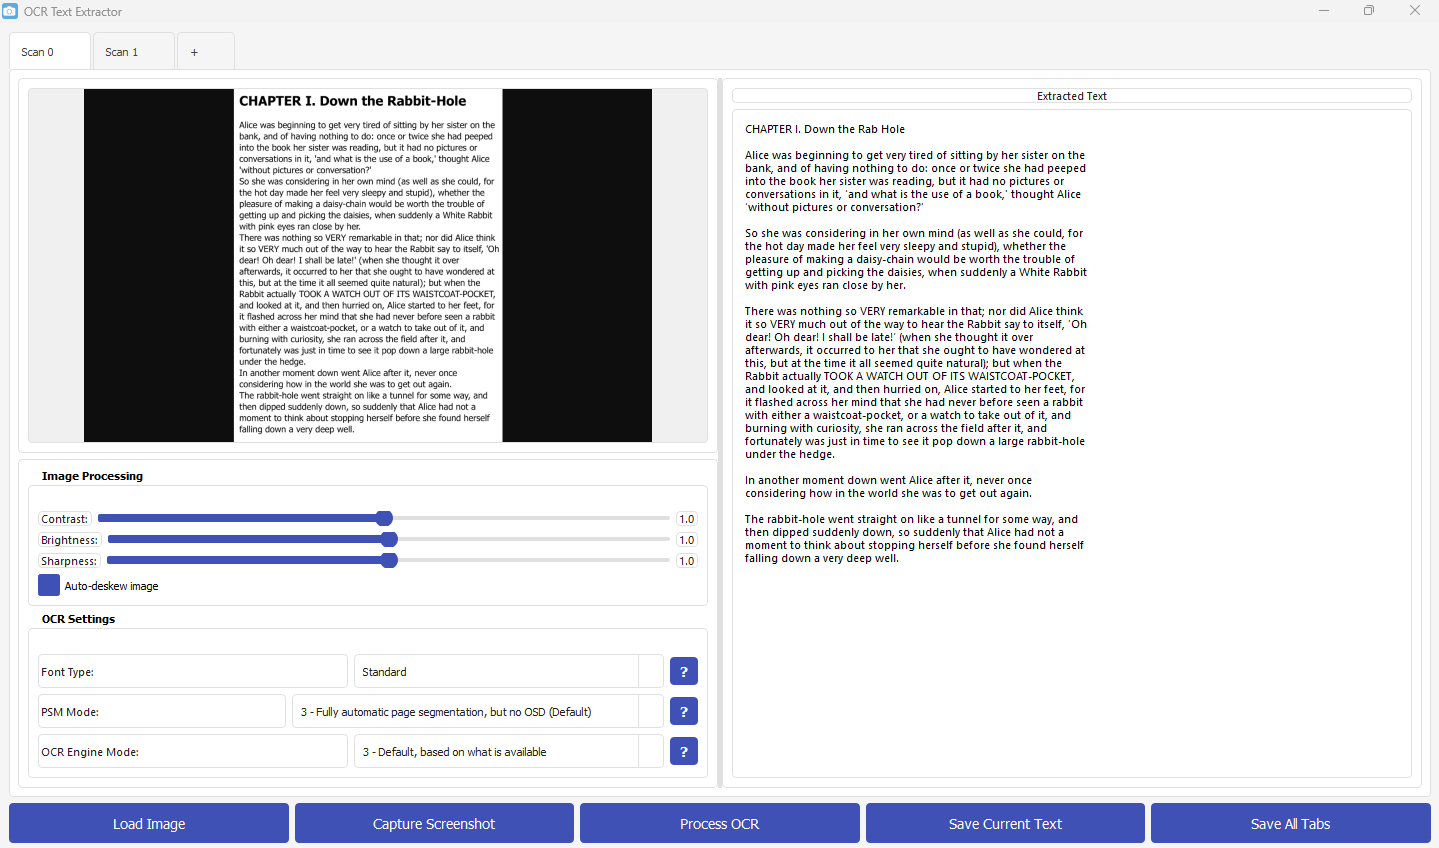 OCR Text Extractor
Scan 0
Scan 1
+
CHAPTER I. Down the Rabbit-Hole
Alice was beginning to get very tired of sitting by her sister on the
bank, and of having nothing to do: once or twice she had peeped
into the book her sister was reading, but it had no pictures or
conversations in it, 'and what is the use of a book,' thought Alice
'without pictures or conversation?'
So she was considering in her own mind (as well as she could, for
the hot day made her feel very sleepy and stupid), whether the
pleasure of making a daisy-chain would be worth the trouble of
getting up and picking the daisies, when suddenly a White Rabbit
with pink eyes ran close by her.
There was nothing so VERY remarkable in that; nor did Alice think
it so VERY much out of the way to hear the Rabbit say to itself, 'Oh
dear! Oh dear! I shall be late!' (when she thought it over
afterwards, it occurred to her that she ought to have wondered at
this, but at the time it all seemed quite natural); but when the
Rabbit actually TOOK A WATCH OUT OF ITS WAISTCOAT-POCKET,
and looked at it, and then hurried on, Alice started to her feet, for
it flashed across her mind that she had never before seen a rabbit
with either a waistcoat-pocket, or a watch to take out of it, and
burning with curiosity, she ran across the field after it, and
fortunately was just in time to see it pop down a large rabbit-hole
under the hedge.
In another moment down went Alice after it, never once
considering how in the world she was to get out again.
The rabbit-hole went straight on like a tunnel for some way, and
then dipped suddenly down, so suddenly that Alice had not a
moment to think about stopping herself before she found herself
falling down a very deep well.
Image Processing
Contrast: 1.0
Brightness: 1.0
Sharpness: 1.0
Auto-deskew image
OCR Settings
Font Type: Standard ?
PSM Mode: 3 - Fully automatic page segmentation, but no OSD (Default) ?
OCR Engine Mode: 3 - Default, based on what is available ?
Extracted Text
CHAPTER I. Down the Rab Hole
Alice was beginning to get very tired of sitting by her sister on the
bank, and of having nothing to do: once or twice she had peeped
into the book her sister was reading, but it had no pictures or
conversations in it, 'and what is the use of a book,' thought Alice
'without pictures or conversation?'
So she was considering in her own mind (as well as she could, for
the hot day made her feel very sleepy and stupid), whether the
pleasure of making a daisy-chain would be worth the trouble of
getting up and picking the daisies, when suddenly a White Rabbit
with pink eyes ran close by her.
There was nothing so VERY remarkable in that; nor did Alice think
it so VERY much out of the way to hear the Rabbit say to itself, 'Oh
dear! Oh dear! I shall be late!' (when she thought it over
afterwards, it occurred to her that she ought to have wondered at
this, but at the time it all seemed quite natural); but when the
Rabbit actually TOOK A WATCH OUT OF ITS WAISTCOAT-POCKET,
and looked at it, and then hurried on, Alice started to her feet, for
it flashed across her mind that she had never before seen a rabbit
with either a waistcoat-pocket, or a watch to take out of it, and
burning with curiosity, she ran across the field after it, and
fortunately was just in time to see it pop down a large rabbit-hole
under the hedge.
In another moment down went Alice after it, never once
considering how in the world she was to get out again.
The rabbit-hole went straight on like a tunnel for some way, and
then dipped suddenly down, so suddenly that Alice had not a
moment to think about stopping herself before she found herself
falling down a very deep well.
Load Image
Capture Screenshot
Process OCR
Save Current Text
Save All Tabs